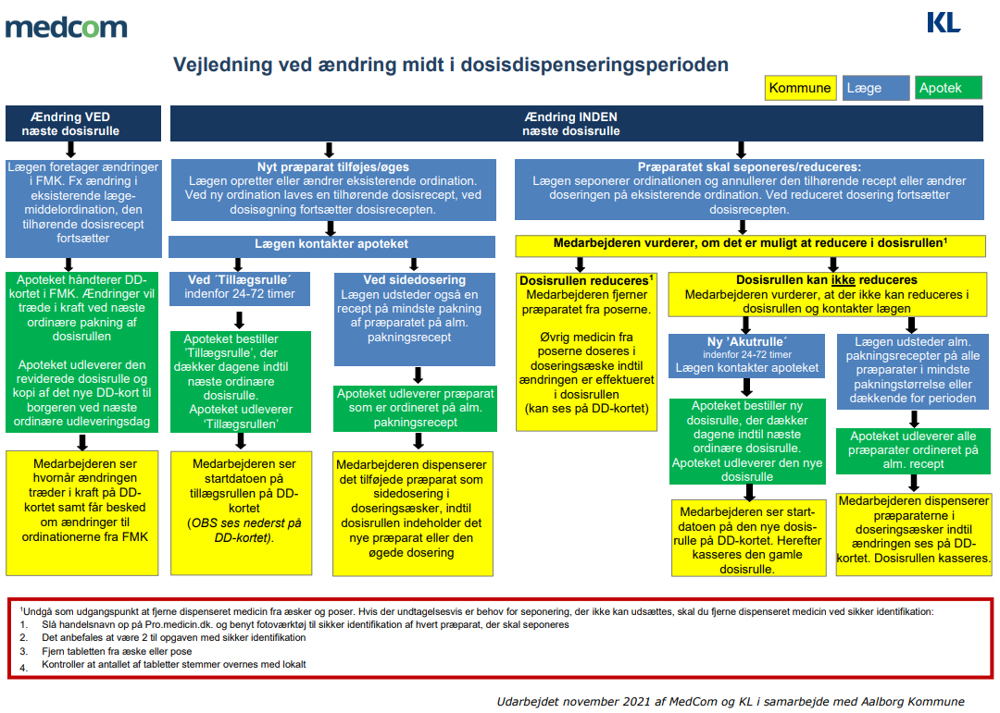 medcom
KL
Vejledning ved ændring midt i dosisdispenseringsperioden
Kommune
Læge
Apotek
Ændring VED
næste dosisrulle
Ændring INDEN
næste dosisrulle
Lægen foretager ændringer
i FMK. Fx ændring i
eksisterende læge-
middelordination, den
tilhørende dosisrecept
fortsætter
Apoteket håndterer DD-
kortet i FMK. Ændringer vil
træde i kraft ved næste
ordinære pakning af
dosisrullen
Apoteket udleverer den
reviderede dosisrulle og
kopi af det nye DD-kort til
borgeren ved næste
ordinære udleveringsdag
Medarbejderen ser
hvornår ændringen
træder i kraft på DD-
kortet samt får besked
om ændringer til
ordinationerne fra FMK
Nyt præparat tilføjes/øges
Lægen opretter eller ændrer eksisterende ordination.
Ved ny ordination laves en tilhørende dosisrecept, ved
dosisøgning fortsætter dosisrecepten.
Lægen kontakter apoteket
Ved ´Tillægsrulle´
indenfor 24-72 timer
Apoteket bestiller
'Tillægsrulle', der
dækker dagene indtil
næste ordinære
dosisrulle.
Apoteket udleverer
'Tillægsrullen'
Medarbejderen ser
startdatoen på
tillægsrullen på DD-
kortet
(OBS ses nederst på
DD-kortet).
Ved sidedosering
Lægen udsteder også en
recept på mindste pakning
af præparatet på alm.
pakningsrecept
Apoteket udleverer præparat
som er ordineret på alm.
pakningsrecept
Medarbejderen dispenserer
det tilføjede præparat som
sidedosering i
doseringsæsker, indtil
dosisrullen indeholder det
nye præparat eller den
øgede dosering
Præparatet skal seponeres/reduceres:
Lægen seponerer ordinationen og annullerer den tilhørende recept eller ændrer
doseringen på eksisterende ordination. Ved reduceret dosering fortsætter
dosisrecepten.
Medarbejderen vurderer, om det er muligt at reducere i dosisrullen¹
Dosisrullen reduceres¹
Medarbejderen fjerner
præparatet fra poserne.
Øvrig medicin fra
poserne doseres i
doseringsæske indtil
ændringen er effektueret
i dosisrullen
(kan ses på DD-kortet)
Dosisrullen kan ikke reduceres
Medarbejderen vurderer, at der ikke kan reduceres i
dosisrullen og kontakter lægen
Ny 'Akutrulle´
indenfor 24-72 timer
Lægen kontakter apoteket
Apoteket bestiller ny
dosisrulle, der dækker
dagene indtil næste
ordinære dosisrulle.
Apoteket udleverer den nye
dosisrulle
Medarbejderen ser start-
datoen på den nye dosis-
rulle på DD-kortet. Herefter
kasseres den gamle
dosisrulle.
Lægen udsteder alm.
pakningsrecepter på alle
præparater i mindste
pakningstørrelse eller
dækkende for perioden
Apoteket udleverer alle
præparater ordineret på
alm. recept
Medarbejderen dispenserer
præparaterne i
doseringsæsker indtil
ændringen ses på DD-
kortet. Dosisrullen kasseres.
¹Undgå som udgangspunkt at fjerne dispenseret medicin fra æsker og poser. Hvis der undtagelsesvis er behov for seponering, der ikke kan udsættes, skal du fjerne dispenseret medicin ved sikker identifikation:
1. Slå handelsnavn op på Pro.medicin.dk. og benyt fotoværktøj til sikker identifikation af hvert præparat, der skal seponeres
2. Det anbefales at være 2 til opgaven med sikker identifikation
3. Fjern tabletten fra æske eller pose
4. Kontroller at antallet af tabletter stemmer overnes med lokalt
Udarbejdet november 2021 af MedCom og KL i samarbejde med Aalborg Kommune